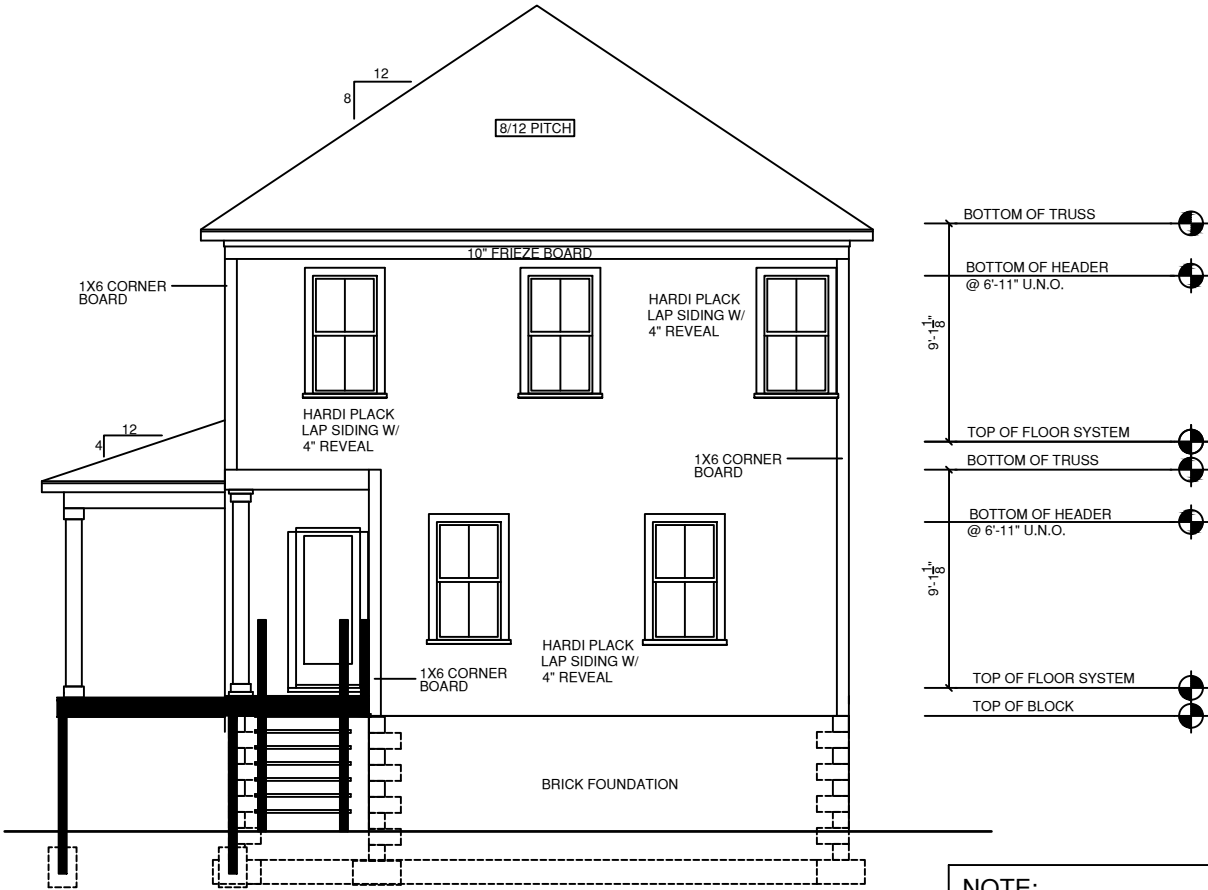 12
8
8/12 PITCH
10" FRIEZE BOARD
1X6 CORNER
BOARD
HARDI PLACK
LAP SIDING W/
4" REVEAL
HARDI PLACK
LAP SIDING W/
4" REVEAL
12
4
1X6 CORNER
BOARD
HARDI PLACK
LAP SIDING W/
4" REVEAL
1X6 CORNER
BOARD
BRICK FOUNDATION
BOTTOM OF TRUSS
BOTTOM OF HEADER
@ 6'-11" U.N.O.
9'-1 1/8"
TOP OF FLOOR SYSTEM
BOTTOM OF TRUSS
BOTTOM OF HEADER
@ 6'-11" U.N.O.
9'-1 1/8"
TOP OF FLOOR SYSTEM
TOP OF BLOCK
NOTE: